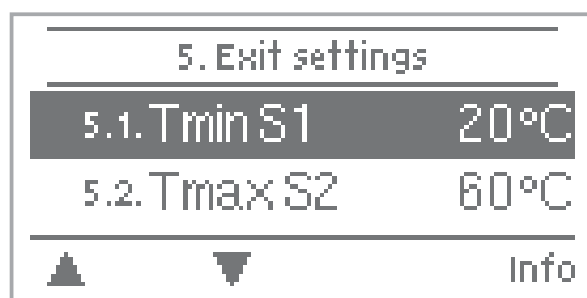 5. Exit settings
5.1. Tmin S1 20°C
5.2. Tmax S2 60°C
▲ ▼ Info